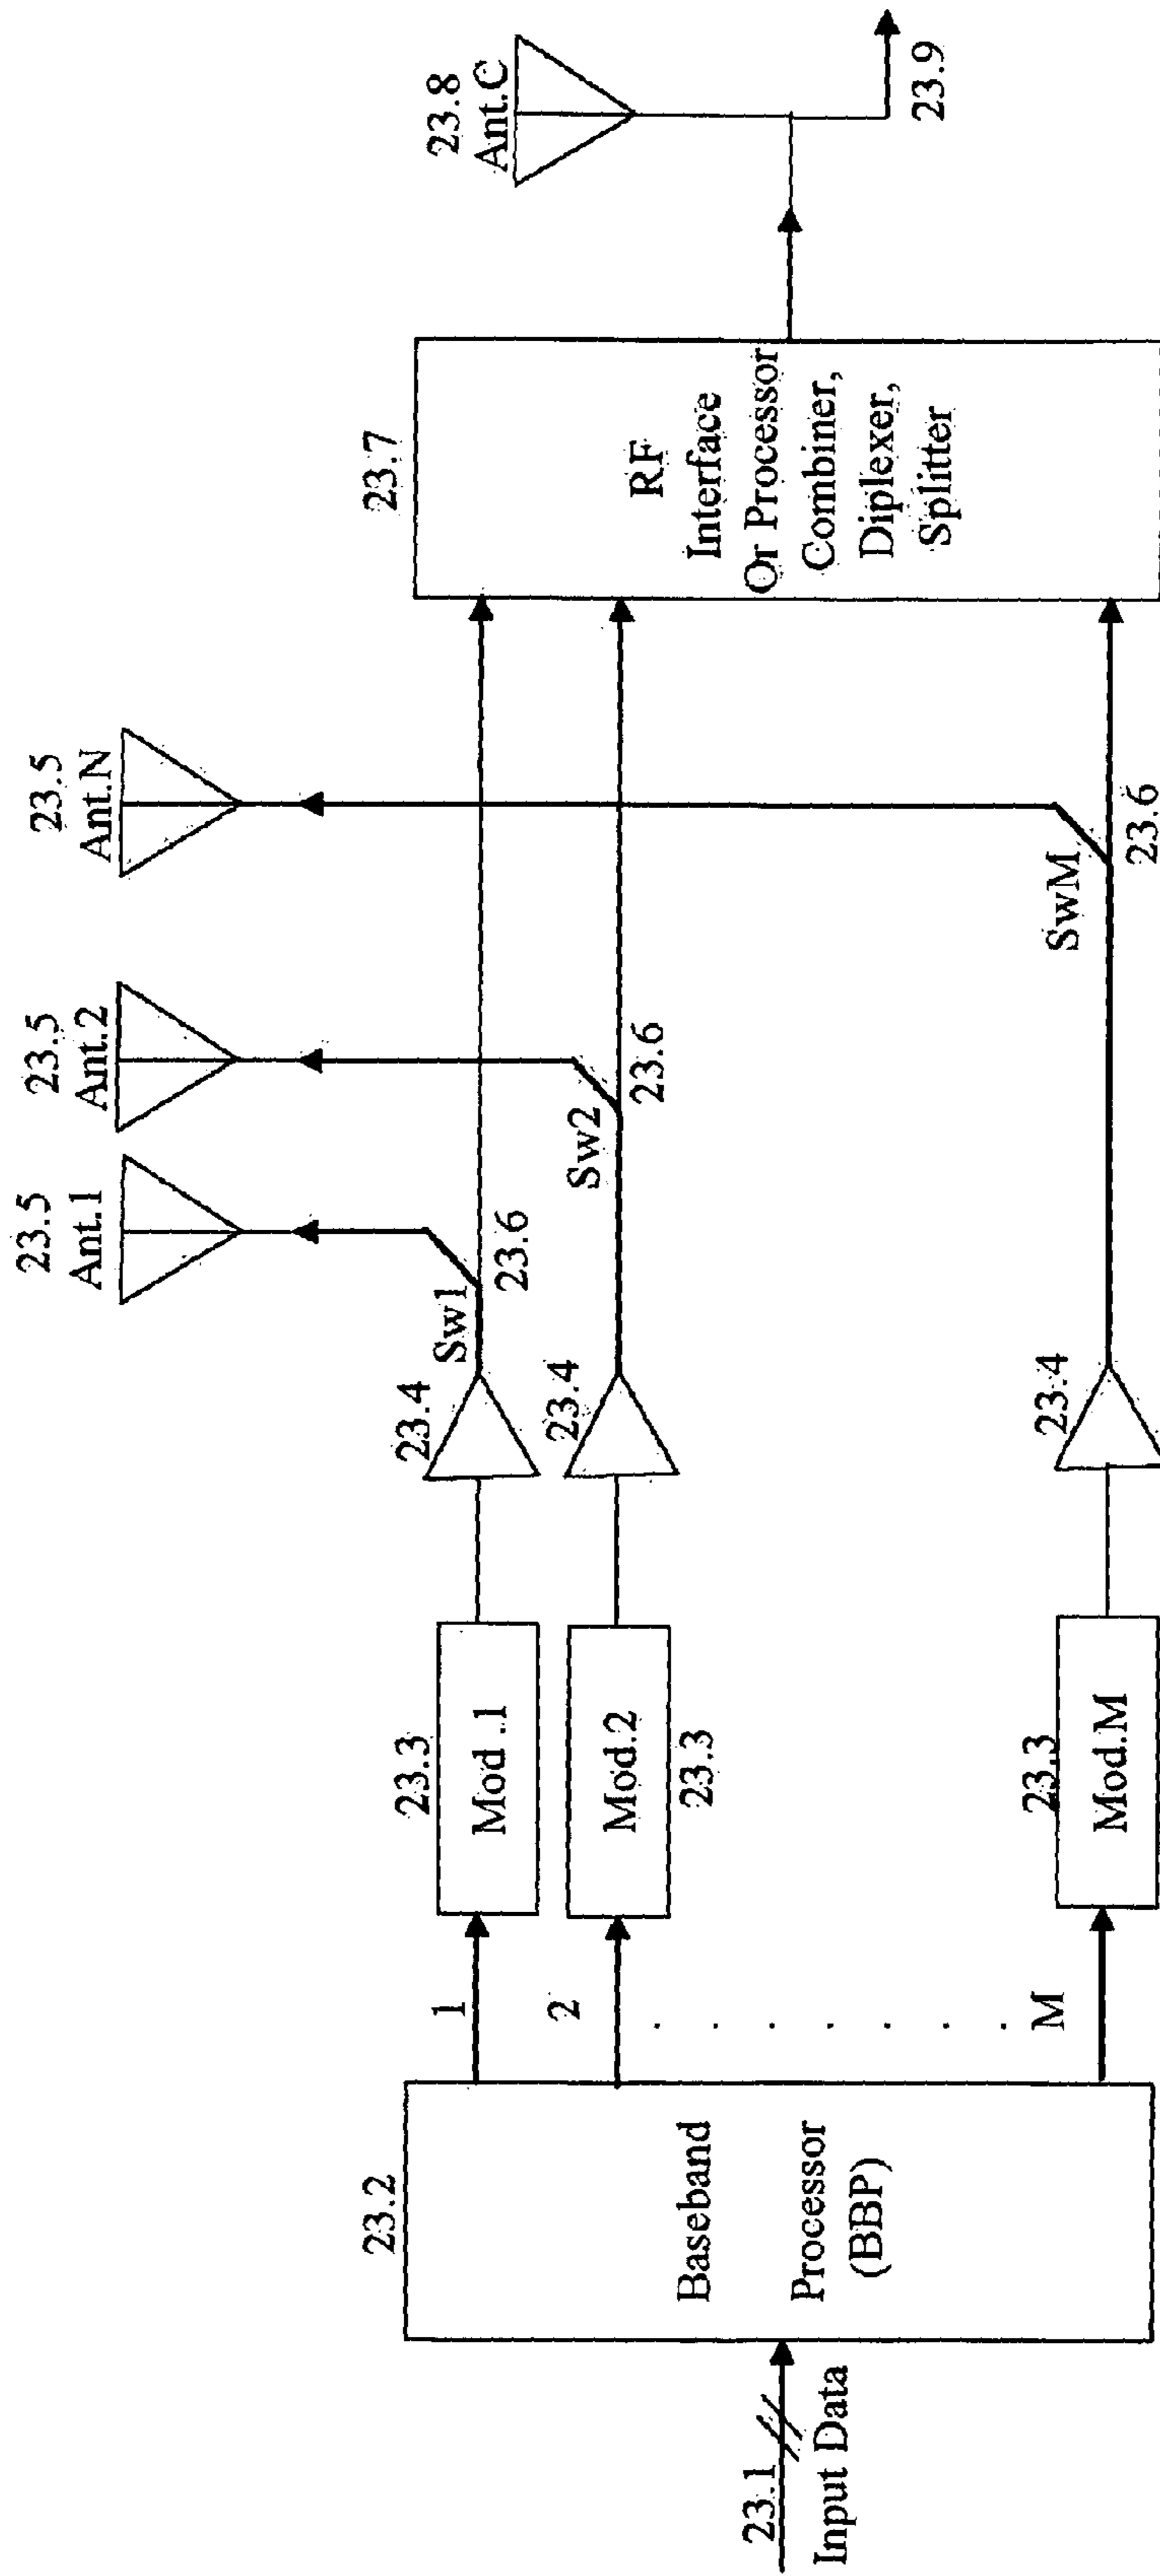 23.1
Input Data
23.2
Baseband
Processor
(BBP)
1
2
. . . . . . .
M
23.3
Mod .1
Mod.2
23.3
23.3
Mod.M
23.4
23.4
23.4
Sw1
23.6
Sw2
23.6
SwM
23.6
23.5
Ant.1
23.5
Ant.2
23.5
Ant.N
23.7
RF
Interface
Or Processor
Combiner,
Diplexer,
Splitter
23.8
Ant.C
23.9